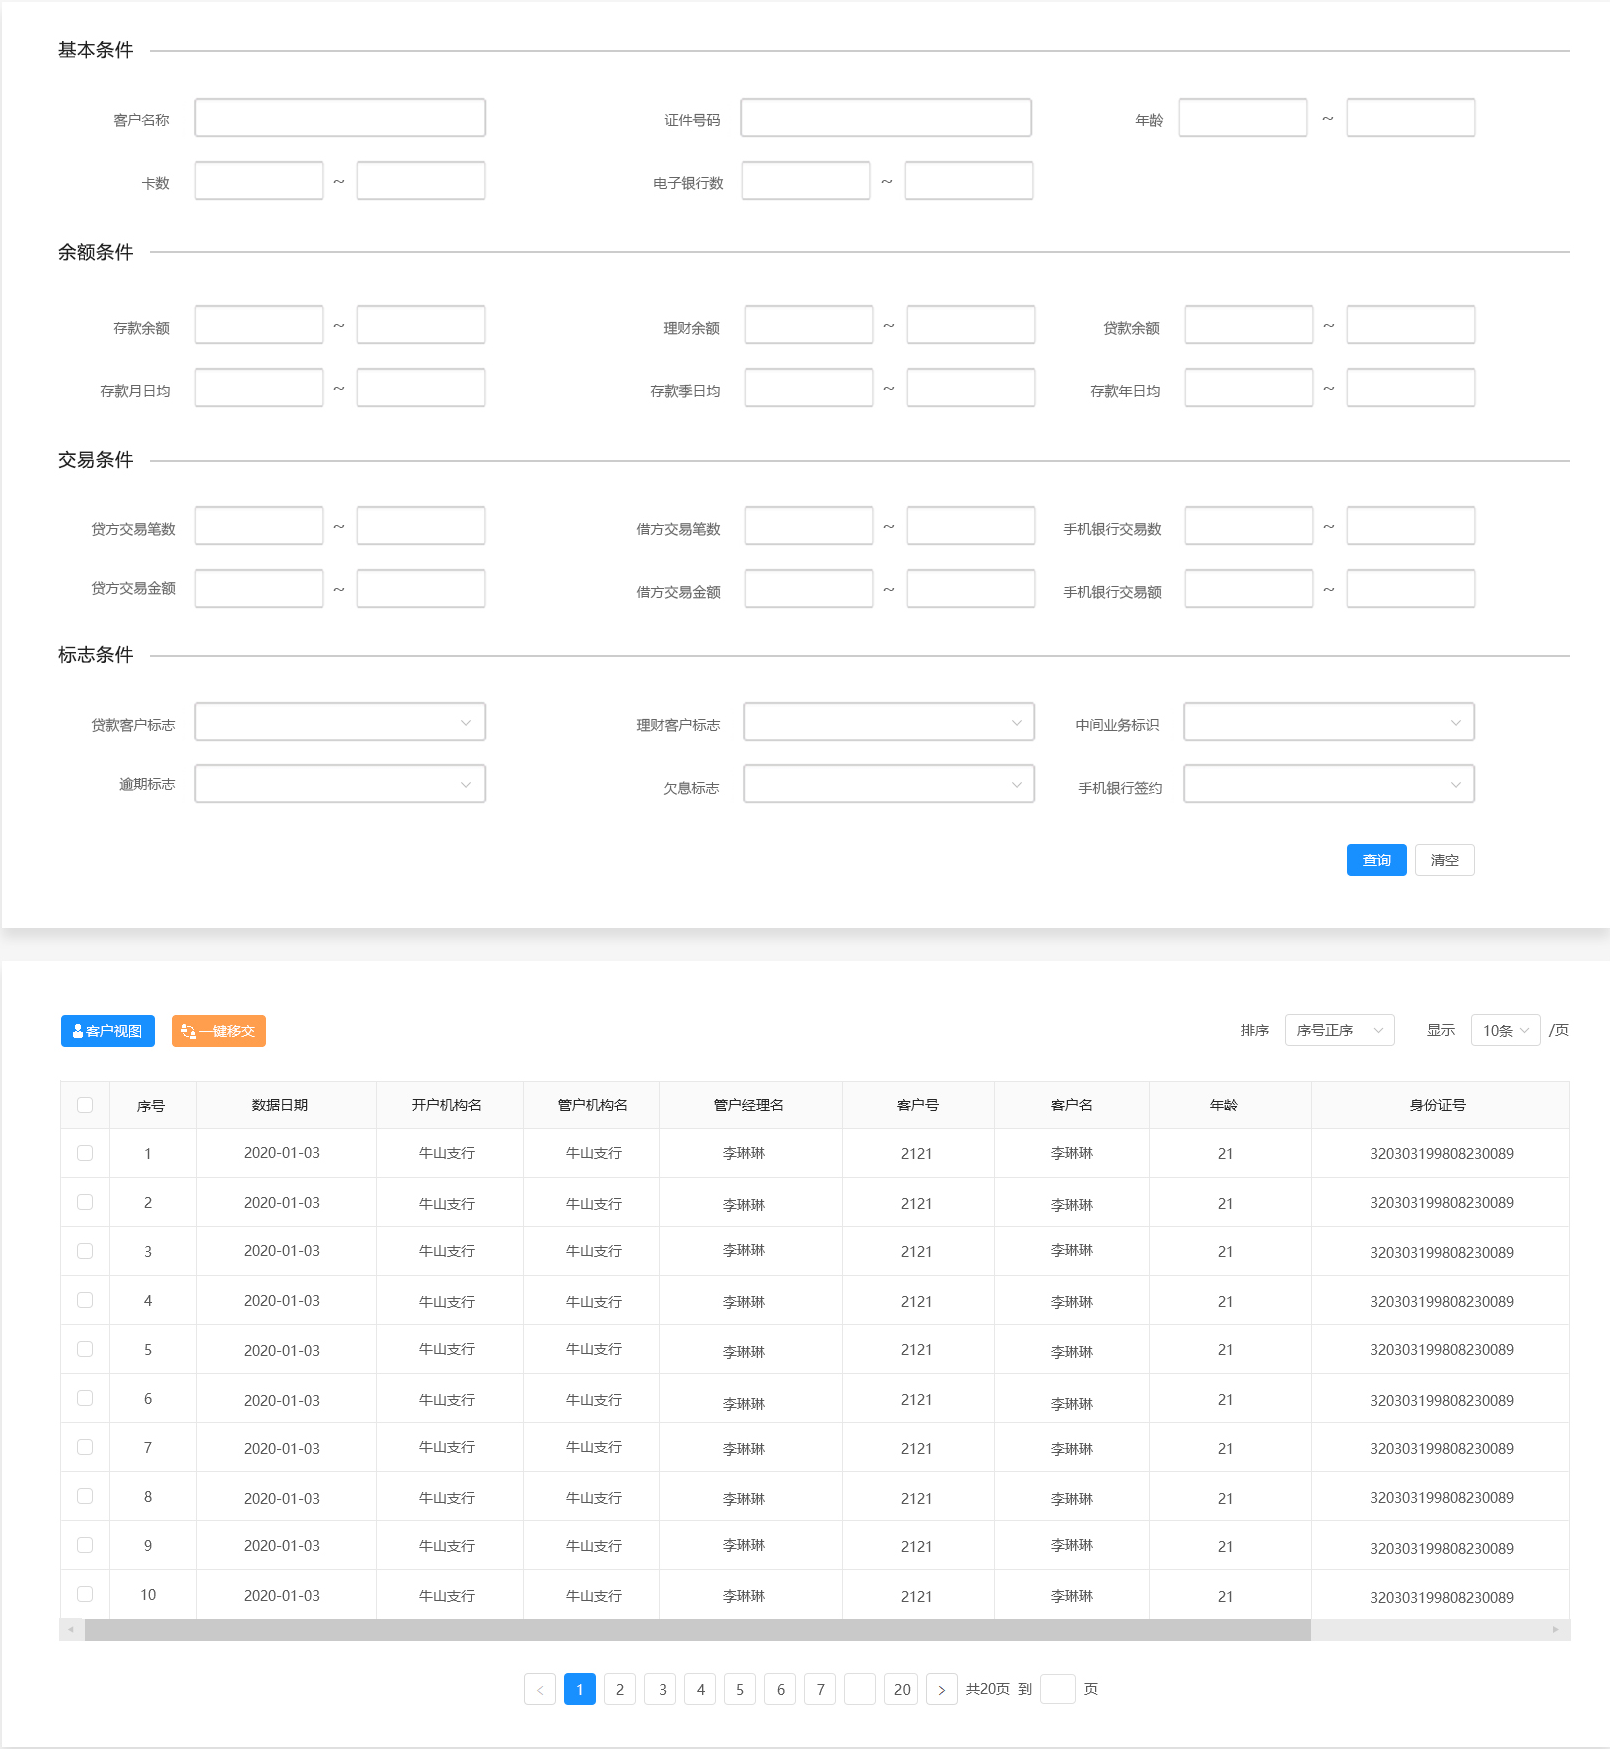 基本条件
客户名称 证件号码 年龄 ~
卡数 ~ 电子银行数 ~
余额条件
存款余额 ~ 理财余额 ~ 贷款余额 ~
存款月日均 ~ 存款季日均 ~ 存款年日均 ~
交易条件
贷方交易笔数 ~ 借方交易笔数 ~ 手机银行交易数 ~
贷方交易金额 ~ 借方交易金额 ~ 手机银行交易额 ~
标志条件
贷款客户标志 理财客户标志 中间业务标识
逾期标志 欠息标志 手机银行签约
查询 清空
客户视图 一键移交 排序 序号正序 显示 10条 /页
序号 数据日期 开户机构名 管户机构名 管户经理名 客户号 客户名 年龄 身份证号
1 2020-01-03 牛山支行 牛山支行 李琳琳 2121 李琳琳 21 320303199808230089
2 2020-01-03 牛山支行 牛山支行 李琳琳 2121 李琳琳 21 320303199808230089
3 2020-01-03 牛山支行 牛山支行 李琳琳 2121 李琳琳 21 320303199808230089
4 2020-01-03 牛山支行 牛山支行 李琳琳 2121 李琳琳 21 320303199808230089
5 2020-01-03 牛山支行 牛山支行 李琳琳 2121 李琳琳 21 320303199808230089
6 2020-01-03 牛山支行 牛山支行 李琳琳 2121 李琳琳 21 320303199808230089
7 2020-01-03 牛山支行 牛山支行 李琳琳 2121 李琳琳 21 320303199808230089
8 2020-01-03 牛山支行 牛山支行 李琳琳 2121 李琳琳 21 320303199808230089
9 2020-01-03 牛山支行 牛山支行 李琳琳 2121 李琳琳 21 320303199808230089
10 2020-01-03 牛山支行 牛山支行 李琳琳 2121 李琳琳 21 320303199808230089
< 1 2 3 4 5 6 7 20 > 共20页 到 页